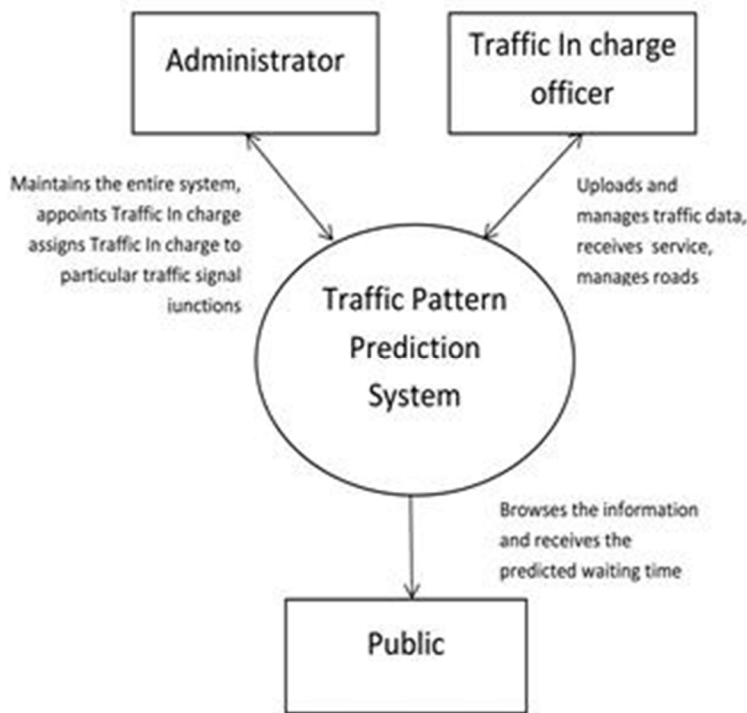 Administrator
Traffic In charge
officer
Maintains the entire system,
appoints Traffic In charge
assigns Traffic In charge to
particular traffic signal
junctions
Uploads and
manages traffic data,
receives service,
manages roads
Traffic Pattern
Prediction
System
Browses the information
and receives the
predicted waiting time
Public